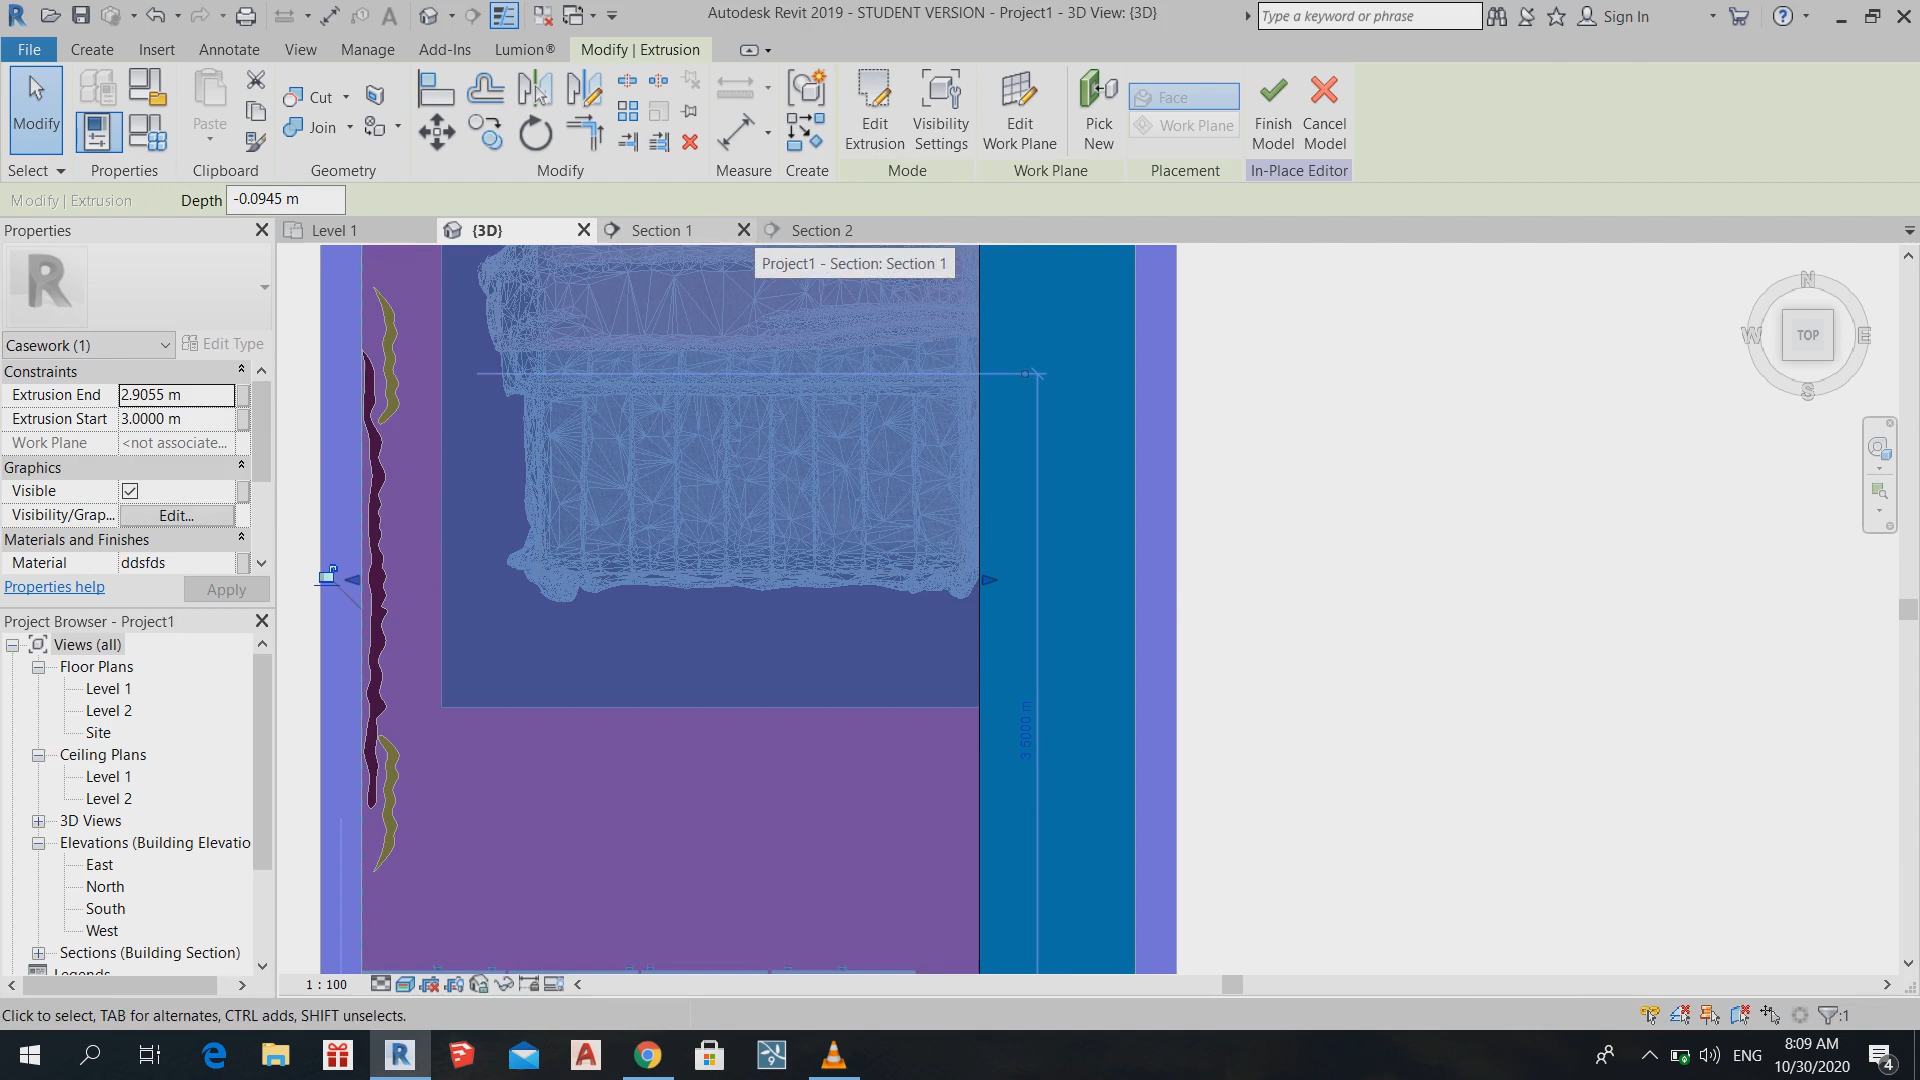 Autodesk Revit 2019 - STUDENT VERSION - Project1 - 3D View: {3D}
Type a keyword or phrase
Sign In
File Create Insert Annotate View Manage Add-Ins Lumion® Modify | Extrusion
Modify
Paste
Cut
Join
Edit Extrusion
Visibility Settings
Edit Work Plane
Pick New
Face
Work Plane
Finish Model
Cancel Model
Select Properties Clipboard Geometry Modify Measure Create Mode Work Plane Placement In-Place Editor
Modify | Extrusion Depth -0.0945 m
Properties
Level 1 {3D} Section 1 Section 2
Project1 - Section: Section 1
R
Casework (1) Edit Type
Constraints
Extrusion End 2.9055 m
Extrusion Start 3.0000 m
Work Plane <not associate...
Graphics
Visible
Visibility/Grap... Edit...
Materials and Finishes
Material ddsfds
Properties help Apply
Project Browser - Project1
Views (all)
Floor Plans
Level 1
Level 2
Site
Ceiling Plans
Level 1
Level 2
3D Views
Elevations (Building Elevatio
East
North
South
West
Sections (Building Section)
Legends
N
W TOP E
S
3.5000 m
1 : 100
Click to select, TAB for alternates, CTRL adds, SHIFT unselects.
:1
ENG
8:09 AM
10/30/2020
4